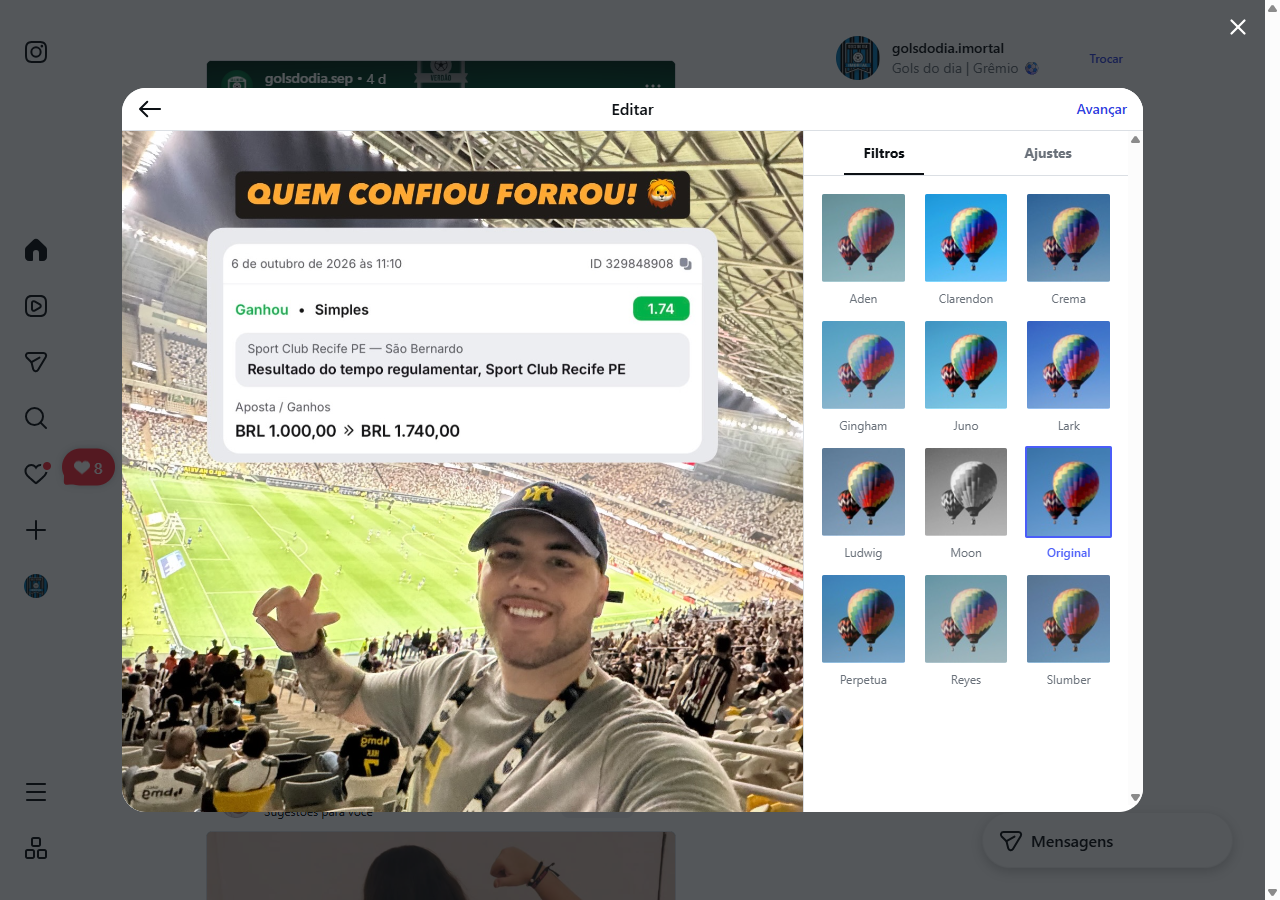 golsdodia.sep • 4 d
VERDÃO
golsdodia.imortal
Gols do dia | Grêmio
Trocar
Editar
Avançar
QUEM CONFIOU FORROU! 🦁
6 de outubro de 2026 às 11:10
ID 329848908
Ganhou • Simples
1.74
Sport Club Recife PE — São Bernardo
Resultado do tempo regulamentar, Sport Club Recife PE
Aposta / Ganhos
BRL 1.000,00 » BRL 1.740,00
Filtros
Ajustes
Aden
Clarendon
Crema
Gingham
Juno
Lark
Ludwig
Moon
Original
Perpetua
Reyes
Slumber
8
Sugestões para você
Mensagens